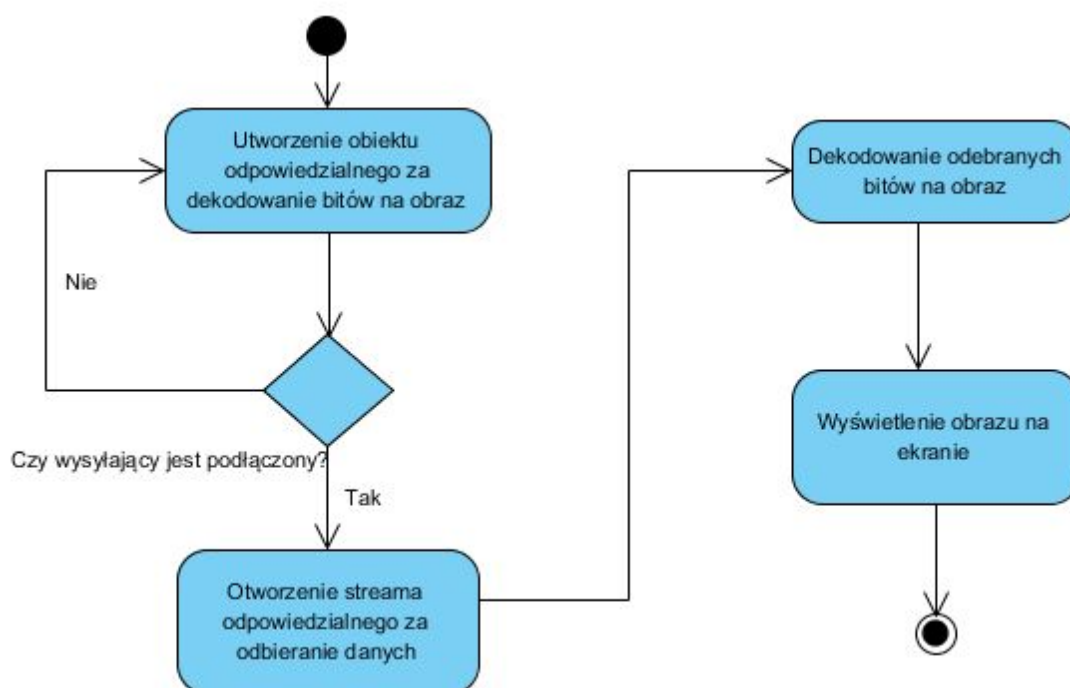 Utworzenie obiektu
odpowiedzialnego za
dekodowanie bitów na obraz
Nie
Czy wysyłający jest podłączony?
Tak
Otworzenie streama
odpowiedzialnego za
odbieranie danych
Dekodowanie odebranych
bitów na obraz
Wyświetlenie obrazu na
ekranie